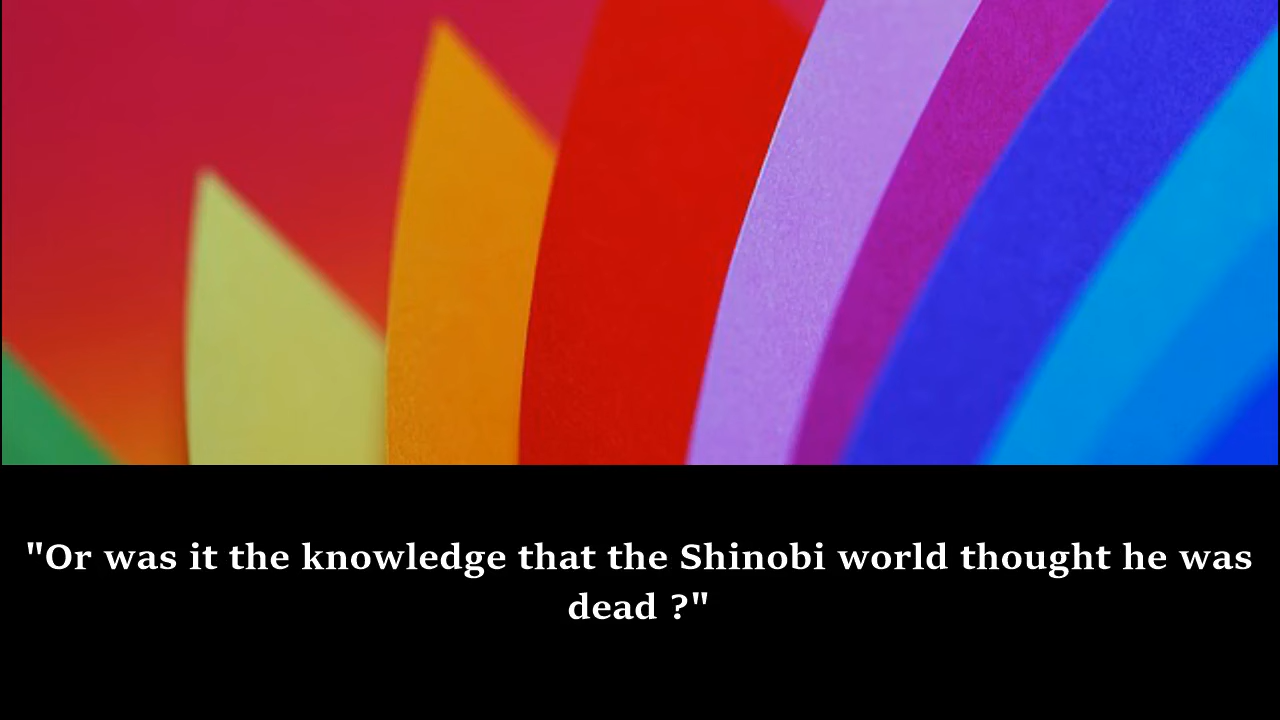 "Or was it the knowledge that the Shinobi world thought he was
dead ?"